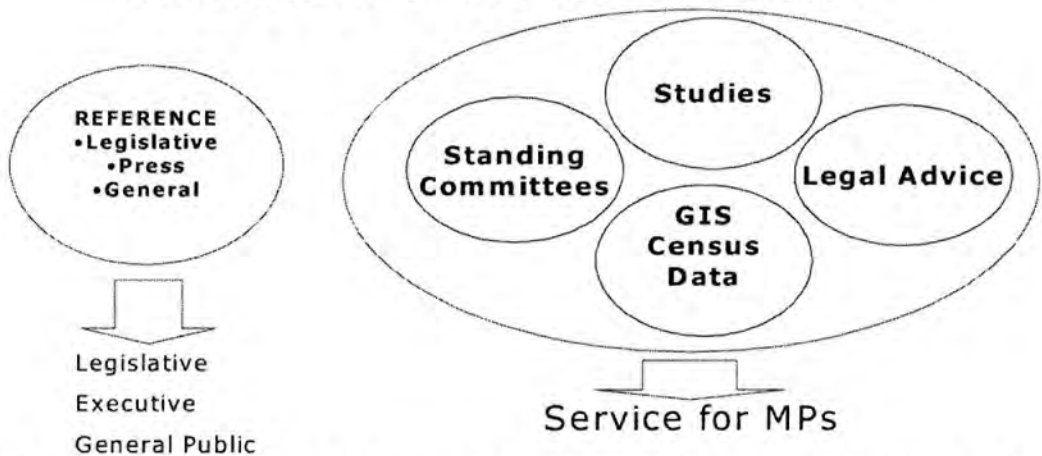 REFERENCE
•Legislative
•Press
•General
Legislative
Executive
General Public
Studies
Standing
Committees
Legal Advice
GIS
Census
Data
Service for MPs